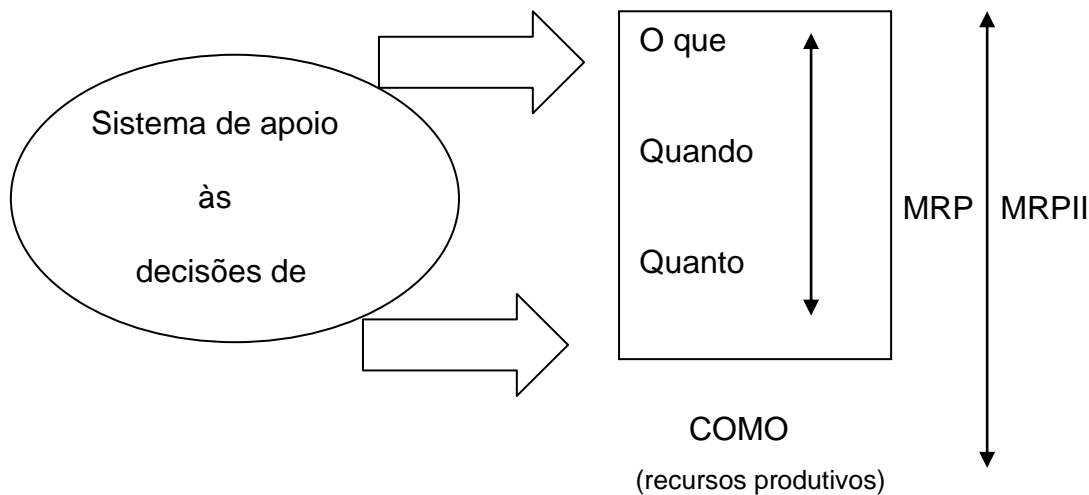 Sistema de apoio
às
decisões de
O que
Quando
Quanto
MRP
MRPII
COMO
(recursos produtivos)